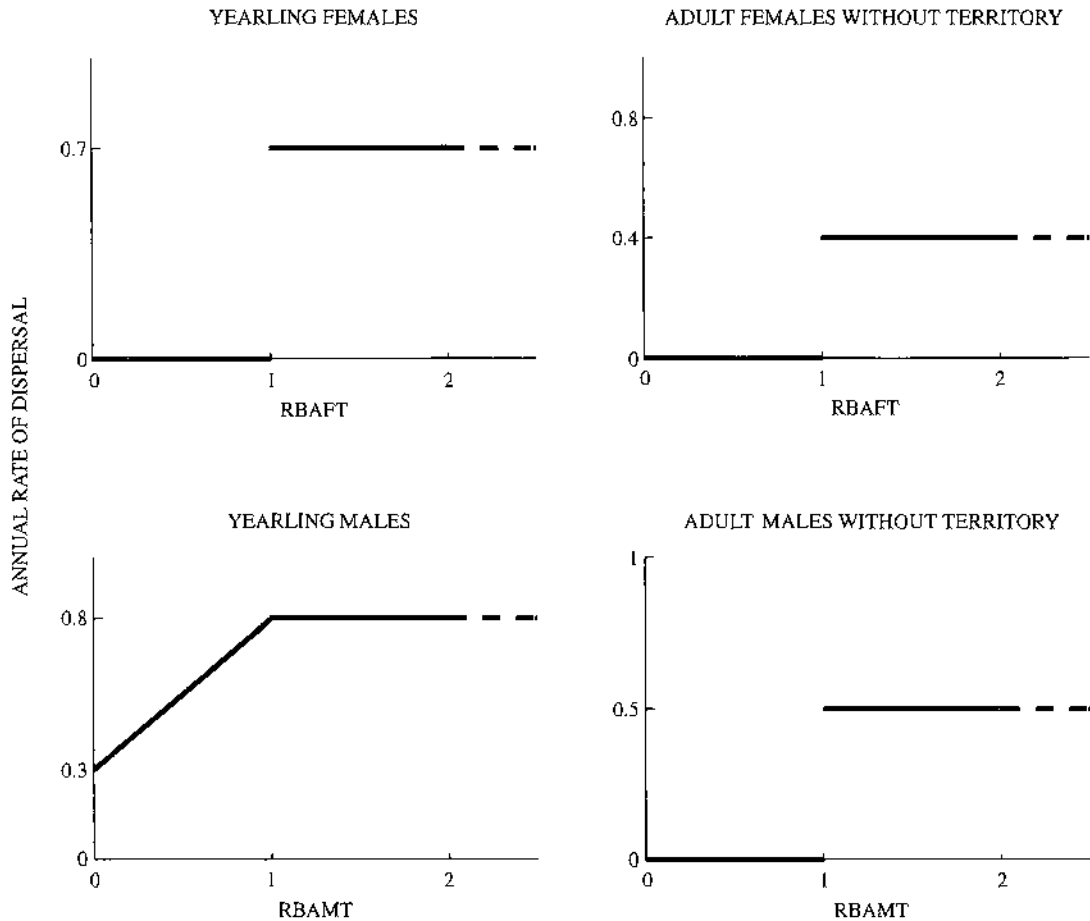 YEARLING FEMALES
0.7
0
0
1
2
RBAFT
ADULT FEMALES WITHOUT TERRITORY
0.8
0.4
0
0
1
2
RBAFT
ANNUAL RATE OF DISPERSAL
YEARLING MALES
0.8
0.3
0
0
1
2
RBAMT
ADULT MALES WITHOUT TERRITORY
1
0.5
0
0
1
2
RBAMT